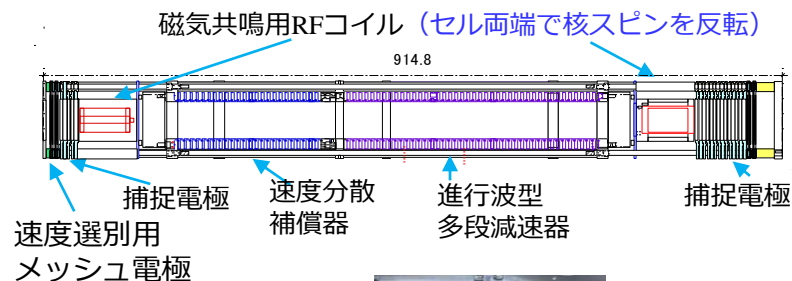 磁気共鳴用RFコイル（セル両端で核スピンを反転）
914.8
捕捉電極
速度分散
補償器
進行波型
多段減速器
捕捉電極
速度選別用
メッシュ電極